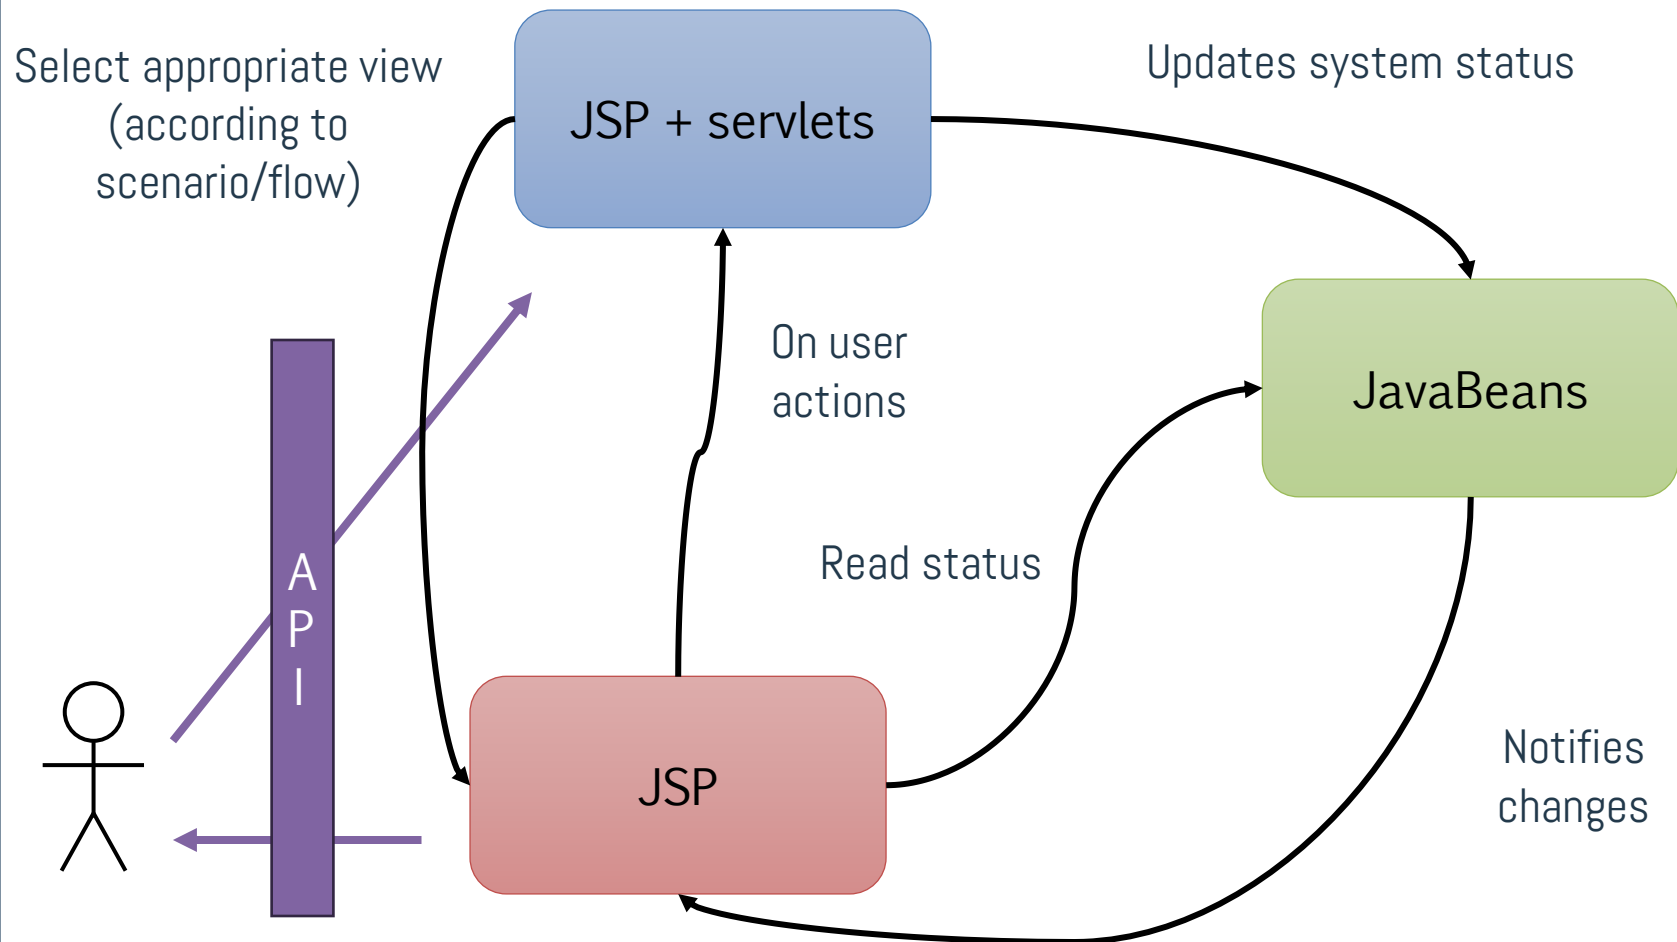 Select appropriate view
(according to
scenario/flow)
JSP + servlets
Updates system status
On user
actions
JavaBeans
Read status
A
P
I
JSP
Notifies
changes